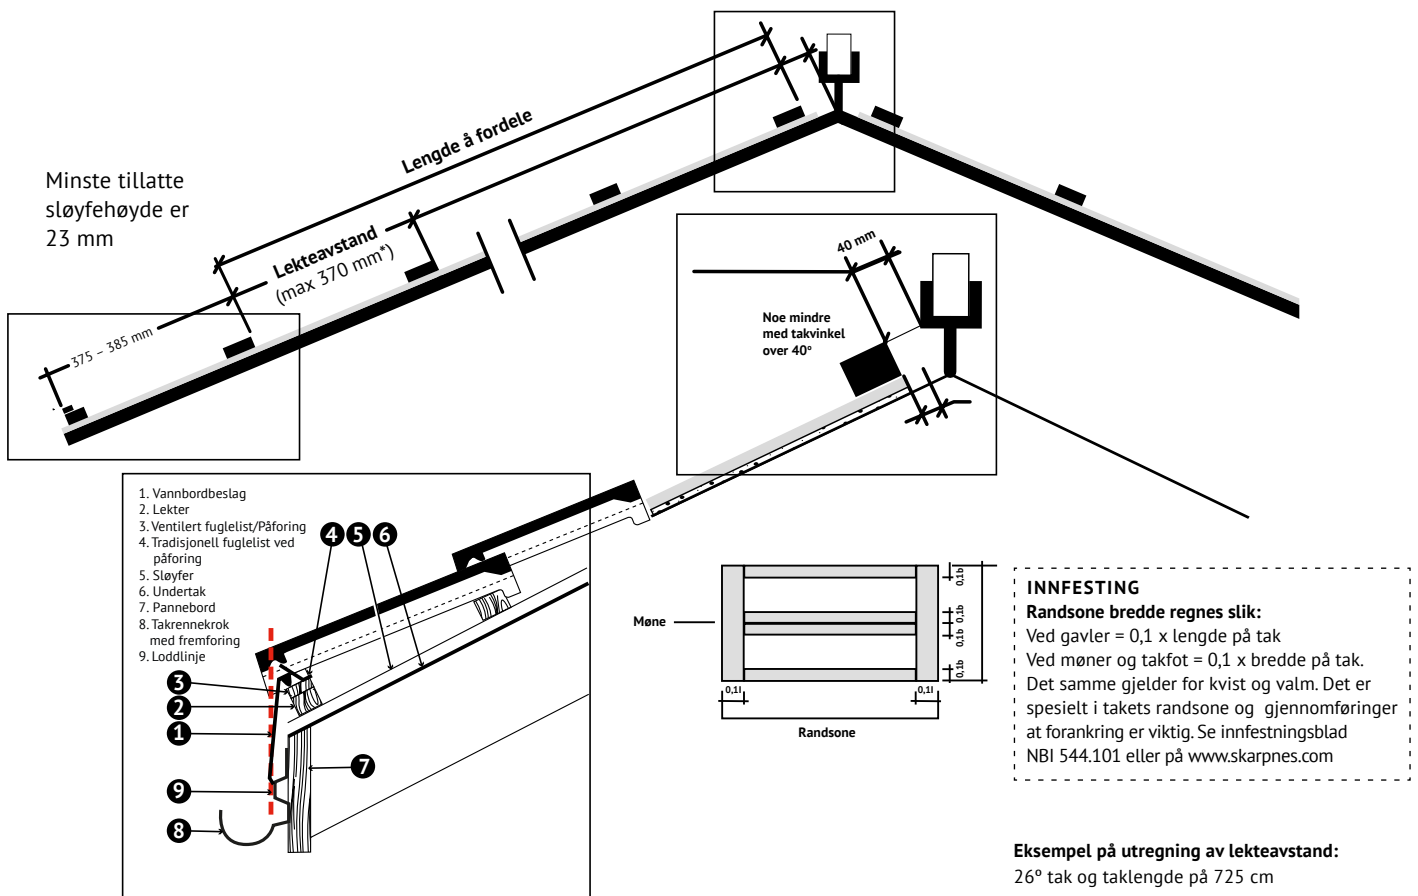 Minste tillatte
sløyfehøyde er
23 mm
Lengde å fordele
Lekteavstand
(max 370 mm*)
375 – 385 mm
40 mm
Noe mindre
med takvinkel
over 40º
1. Vannbordbeslag
2. Lekter
3. Ventilert fuglelist/Påforing
4. Tradisjonell fuglelist ved
påforing
5. Sløyfer
6. Undertak
7. Pannebord
8. Takrennekrok
med fremforing
9. Loddlinje
4 5 6
3
2
1
7
9
8
Møne
0,1b
0,1b
0,1b
0,1b
0,1l
0,1l
Randsone
INNFESTING
Randsone bredde regnes slik:
Ved gavler = 0,1 x lengde på tak
Ved møner og takfot = 0,1 x bredde på tak.
Det samme gjelder for kvist og valm. Det er
spesielt i takets randsone og gjennomføringer
at forankring er viktig. Se innfestningsblad
NBI 544.101 eller på www.skarpnes.com
Eksempel på utregning av lekteavstand:
26º tak og taklengde på 725 cm